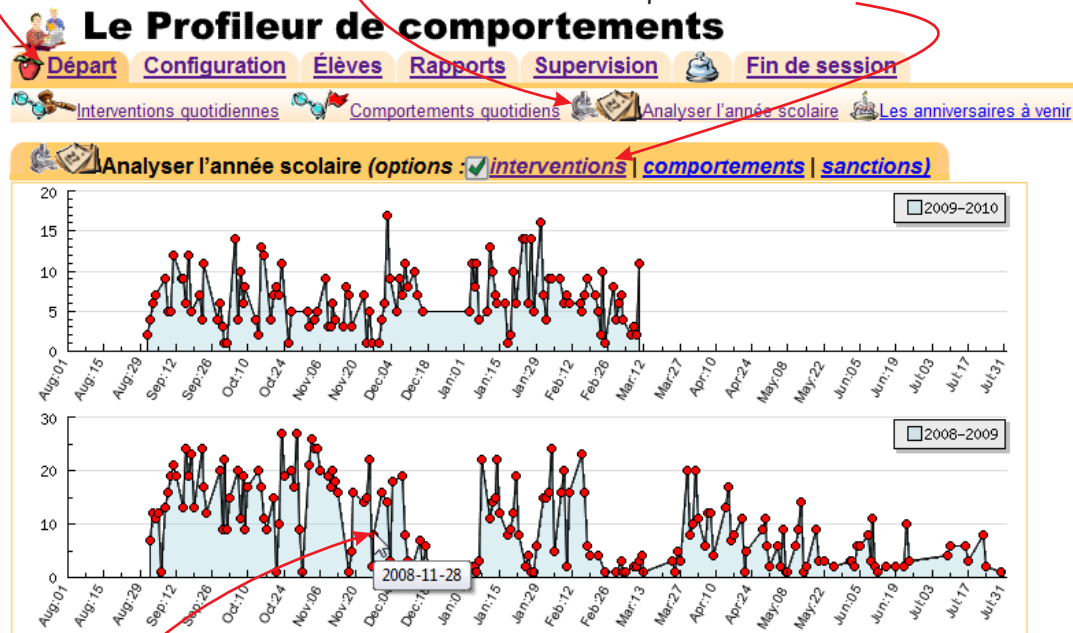 Le Profileur de comportements
Départ Configuration Élèves Rapports Supervision Fin de session
Interventions quotidiennes Comportements quotidiens Analyser l'année scolaire Les anniversaires à venir
Analyser l'année scolaire (options : interventions | comportements | sanctions)
2009-2010
20
15
10
5
0
Aug:01 Aug:15 Aug:29 Sep:12 Sep:26 Oct:10 Oct:24 Nov:06 Nov:20 Dec:04 Dec:18 Jan:01 Jan:15 Jan:29 Feb:12 Feb:26 Mar:12 Mar:27 Apr:10 Apr:24 May:08 May:22 Jun:05 Jun:19 Jul:03 Jul:17 Jul:31
2008-2009
30
20
10
0
2008-11-28
Aug:01 Aug:15 Aug:29 Sep:12 Sep:26 Oct:10 Oct:24 Nov:06 Nov:20 Dec:04 Dec:18 Jan:01 Jan:15 Jan:29 Feb:12 Feb:26 Mar:13 Mar:27 Apr:10 Apr:24 May:08 May:22 Jun:05 Jun:19 Jul:03 Jul:17 Jul:31